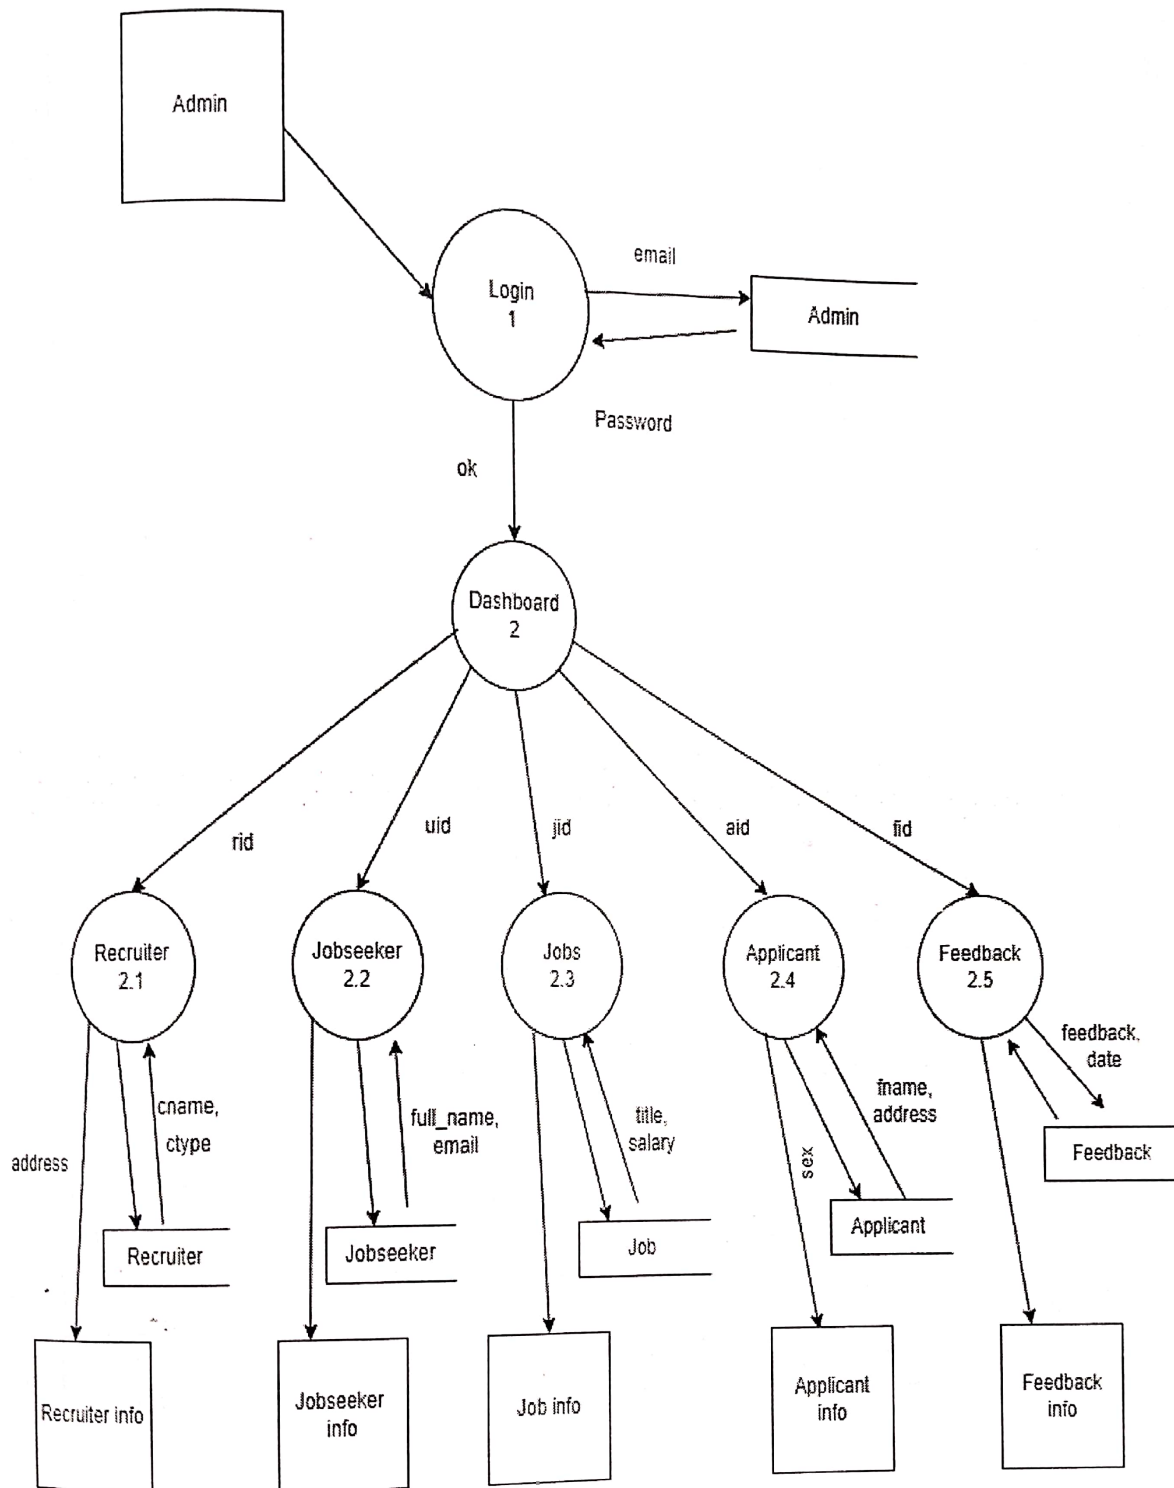 Admin
Login
1
email
Admin
Password
ok
Dashboard
2
rid
uid
jid
aid
fid
Recruiter
2.1
Jobseeker
2.2
Jobs
2.3
Applicant
2.4
Feedback
2.5
address
cname,
ctype
full_name,
email
title,
salary
sex
fname,
address
feedback,
date
Recruiter
Jobseeker
Job
Applicant
Feedback
Recruiter info
Jobseeker
info
Job info
Applicant
info
Feedback
info